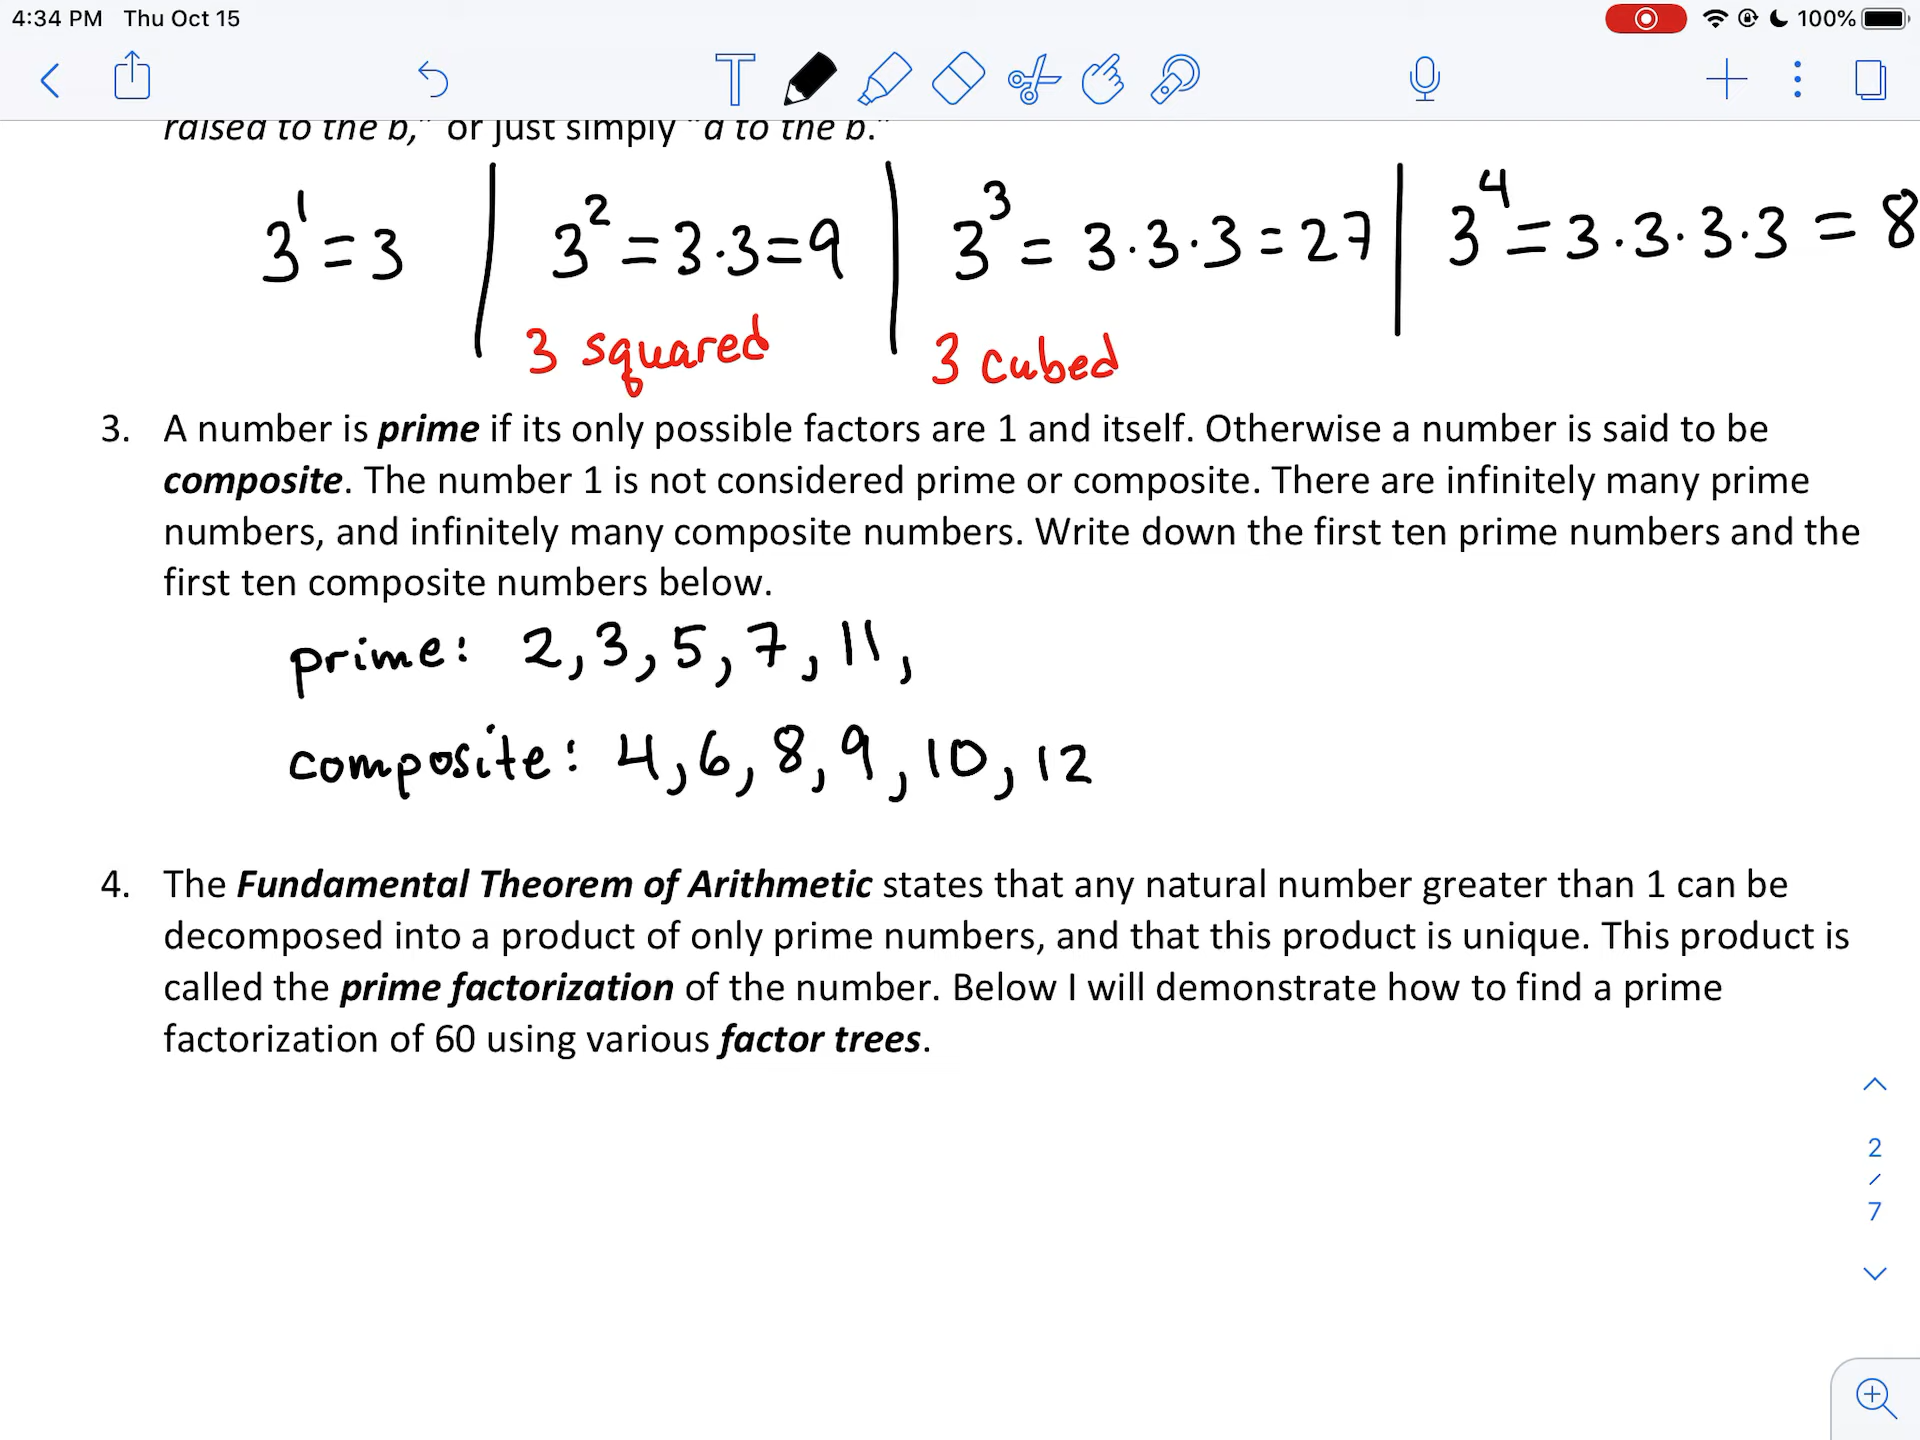 4:34 PM Thu Oct 15 100%
raised to the b," or just simply "a to the b."
3¹ = 3 | 3² = 3·3 = 9 | 3³ = 3·3·3 = 27 | 3⁴ = 3·3·3·3 = 8
3 squared 3 cubed
3. A number is prime if its only possible factors are 1 and itself. Otherwise a number is said to be
composite. The number 1 is not considered prime or composite. There are infinitely many prime
numbers, and infinitely many composite numbers. Write down the first ten prime numbers and the
first ten composite numbers below.
prime: 2, 3, 5, 7, 11,
composite: 4, 6, 8, 9, 10, 12
4. The Fundamental Theorem of Arithmetic states that any natural number greater than 1 can be
decomposed into a product of only prime numbers, and that this product is unique. This product is
called the prime factorization of the number. Below I will demonstrate how to find a prime
factorization of 60 using various factor trees.
2
/
7